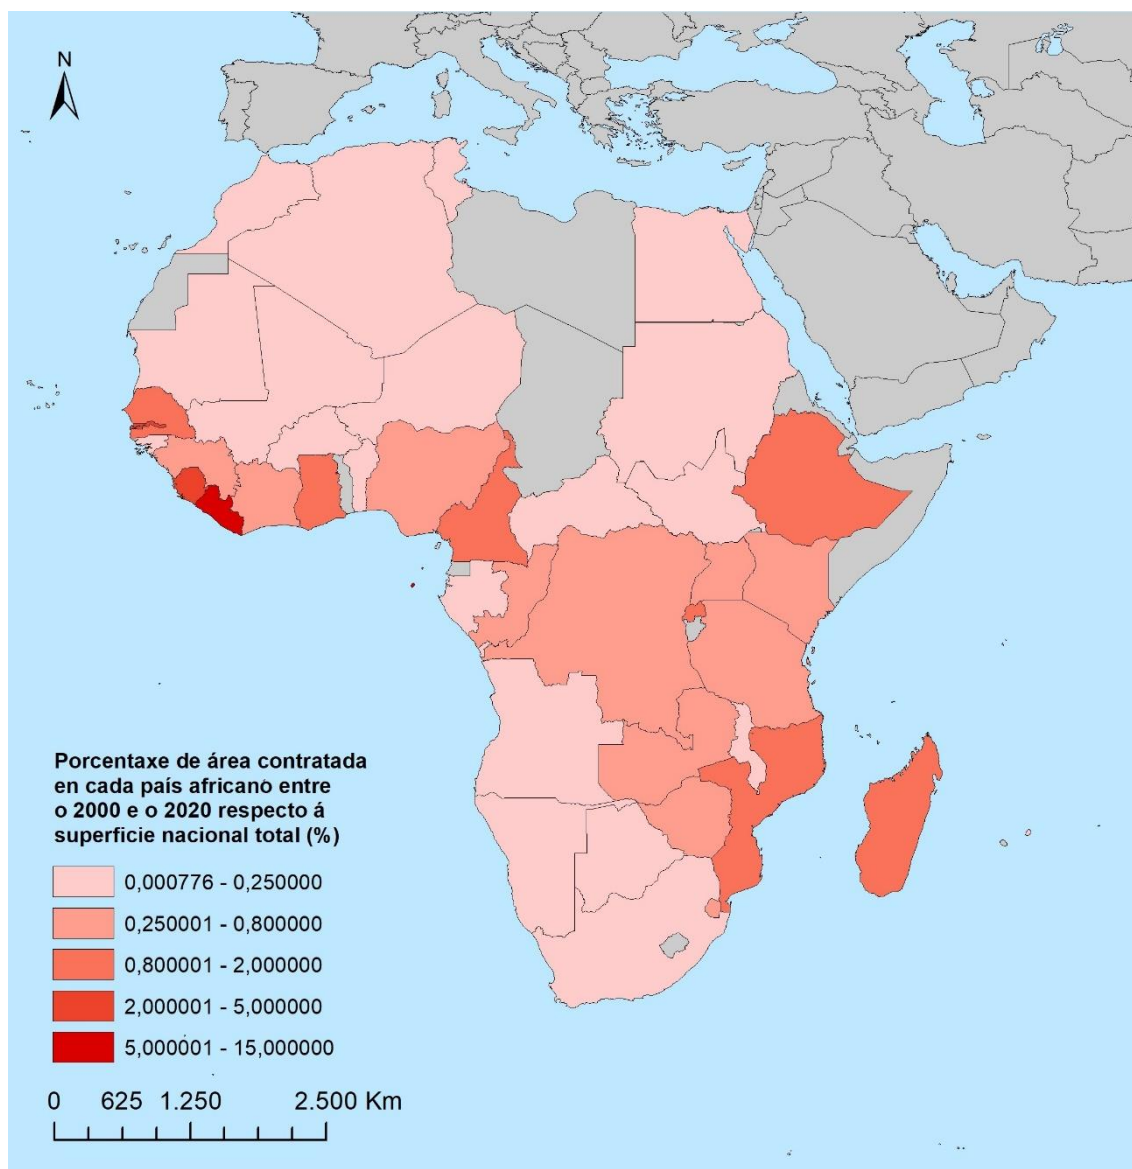 N
Porcentaxe de área contratada
en cada país africano entre
o 2000 e o 2020 respecto á
superficie nacional total (%)
0,000776 - 0,250000
0,250001 - 0,800000
0,800001 - 2,000000
2,000001 - 5,000000
5,000001 - 15,000000
0 625 1.250 2.500 Km